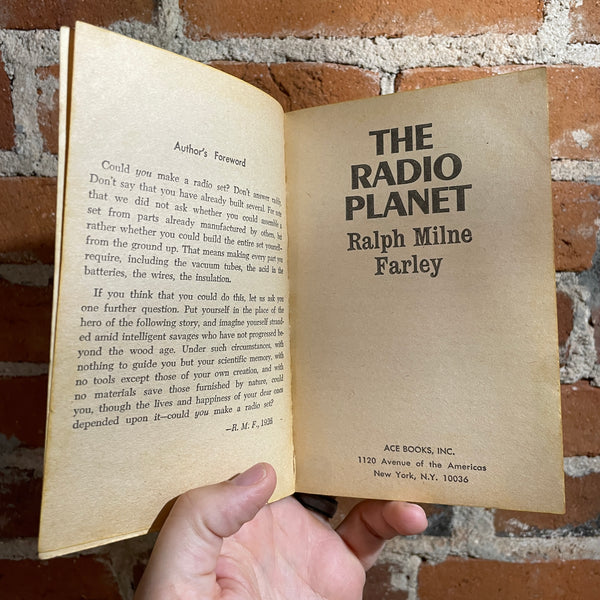 Author's Foreword
Could you make a radio set? Don't answer
Don't say that you have already built several. For
that we did not ask whether you could assemble a
set from parts already manufactured by others, but
rather whether you could build the entire set yourself
from the ground up. That means making every part you
require, including the vacuum tubes, the acid in the
batteries, the wires, the insulation.
If you think that you could do this, let us ask you
one further question. Put yourself in the place of the
hero of the following story, and imagine yourself strand-
ed amid intelligent savages who have not progressed be-
yond the wood age. Under such circumstances, with
nothing to guide you but your scientific memory, with
no tools except those of your own creation, and with
no materials save those furnished by nature, could
you, though the lives and happiness of your dear ones
depended upon it—could you make a radio set?
—R. M. F., 1926
THE
RADIO
PLANET
Ralph Milne
Farley
ACE BOOKS, INC.
1120 Avenue of the Americas
New York, N.Y. 10036